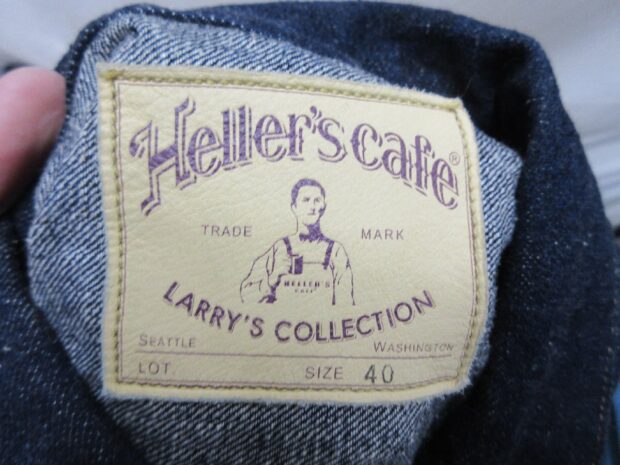 Heller's Cafe®
TRADE MARK
HELLER'S
CAFE
LARRY'S COLLECTION
SEATTLE WASHINGTON
LOT. SIZE 40